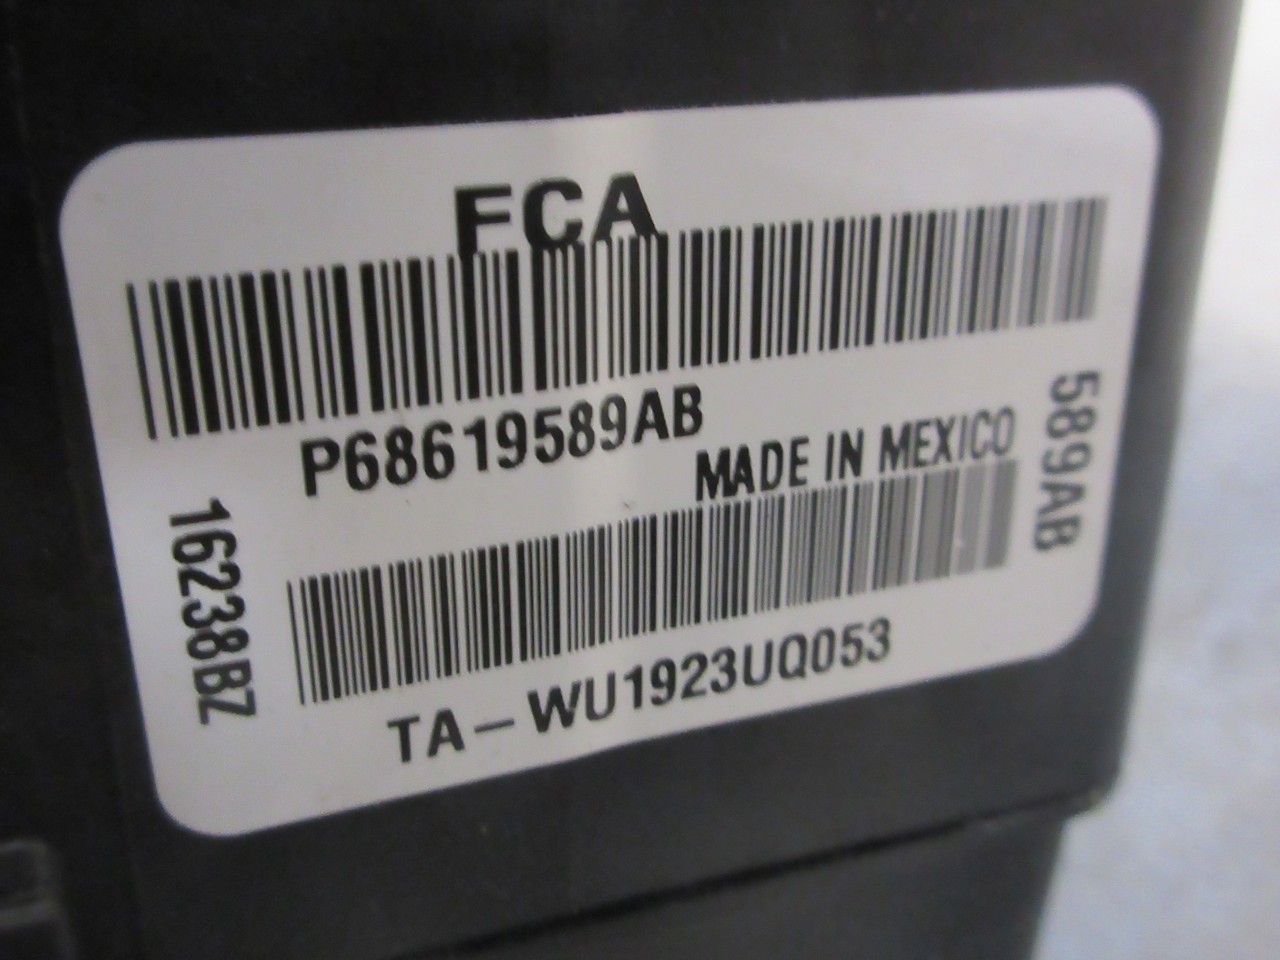 FCA
P68619589AB
MADE IN MEXICO
589AB
16238BZ
TA-WU1923UQ053